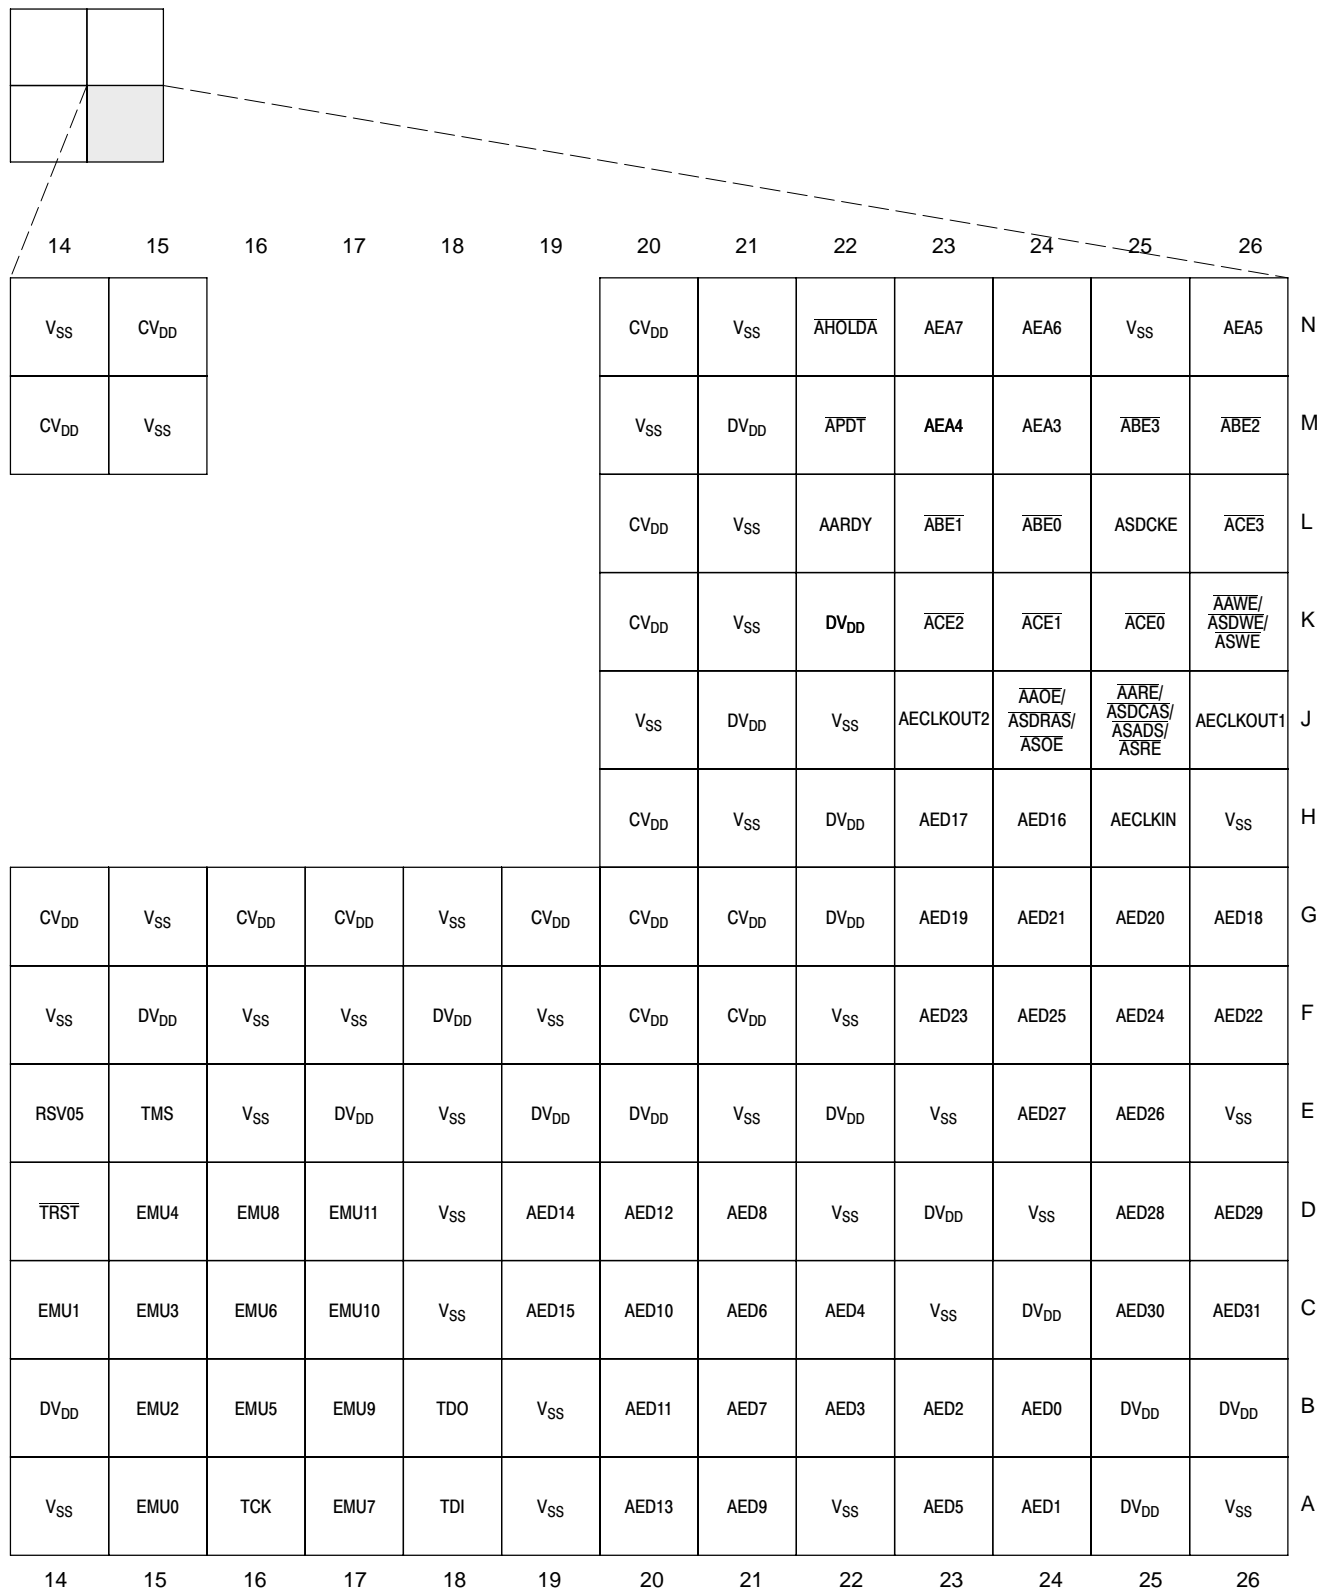 14 15 16 17 18 19 20 21 22 23 24 25 26
VSS CVDD CVDD VSS AHOLDA AEA7 AEA6 VSS AEA5 N
CVDD VSS VSS DVDD APDT AEA4 AEA3 ABE3 ABE2 M
CVDD VSS AARDY ABE1 ABE0 ASDCKE ACE3 L
CVDD VSS DVDD ACE2 ACE1 ACE0 AAWE/ ASDWE/ ASWE K
VSS DVDD VSS AECLKOUT2 AAOE/ ASDRAS/ ASOE AARE/ ASDCAS/ ASADS/ ASRE AECLKOUT1 J
CVDD VSS DVDD AED17 AED16 AECLKIN VSS H
CVDD VSS CVDD CVDD VSS CVDD CVDD CVDD DVDD AED19 AED21 AED20 AED18 G
VSS DVDD VSS VSS DVDD VSS CVDD CVDD VSS AED23 AED25 AED24 AED22 F
RSV05 TMS VSS DVDD VSS DVDD DVDD VSS DVDD VSS AED27 AED26 VSS E
TRST EMU4 EMU8 EMU11 VSS AED14 AED12 AED8 VSS DVDD VSS AED28 AED29 D
EMU1 EMU3 EMU6 EMU10 VSS AED15 AED10 AED6 AED4 VSS DVDD AED30 AED31 C
DVDD EMU2 EMU5 EMU9 TDO VSS AED11 AED7 AED3 AED2 AED0 DVDD DVDD B
VSS EMU0 TCK EMU7 TDI VSS AED13 AED9 VSS AED5 AED1 DVDD VSS A
14 15 16 17 18 19 20 21 22 23 24 25 26